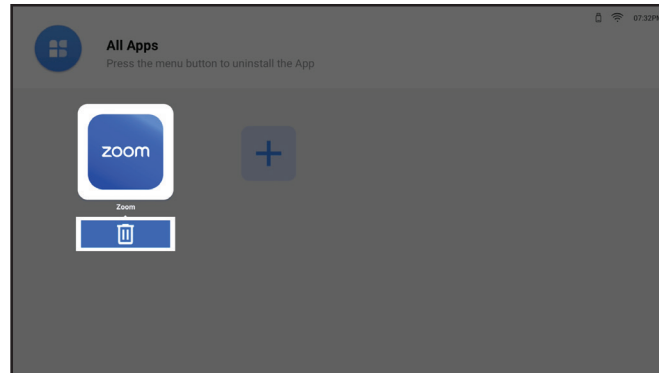 07:32PM
All Apps
Press the menu button to uninstall the App
zoom
Zoom